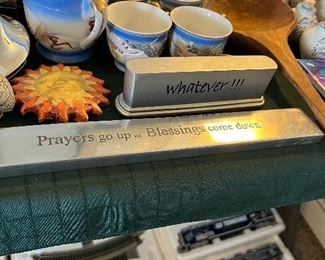 whatever !!!
Prayers go up ... Blessings come down